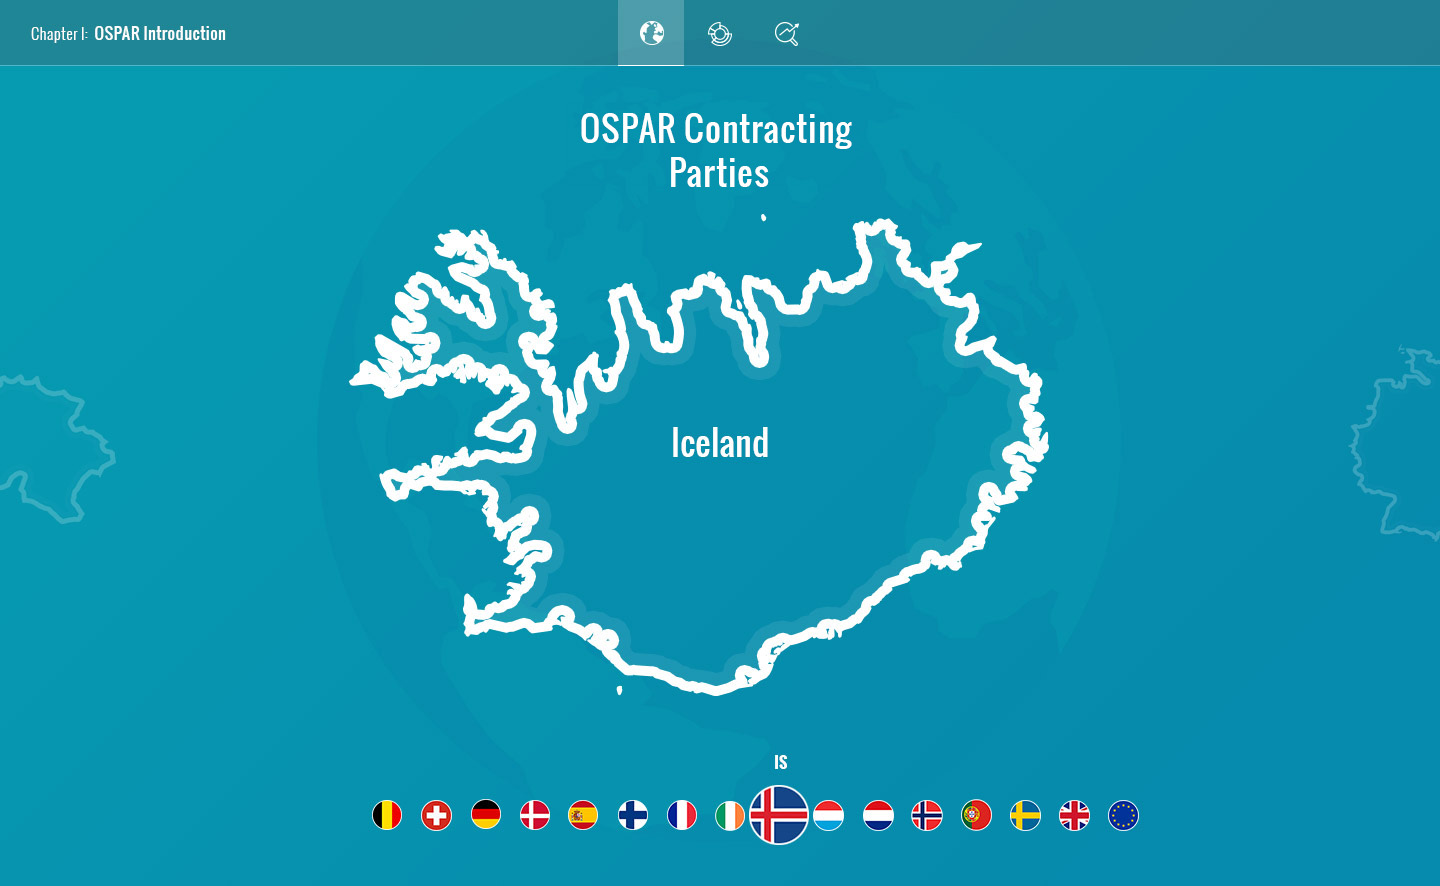 Chapter I: OSPAR Introduction
OSPAR Contracting
Parties
Iceland
IS